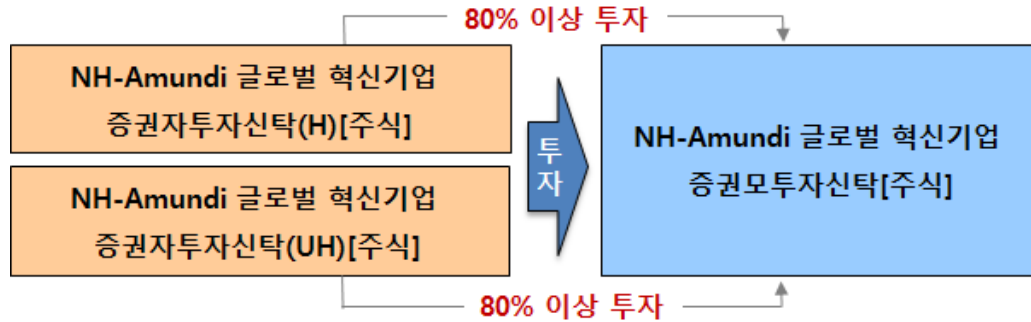 80% 이상 투자
NH-Amundi 글로벌 혁신기업
증권자투자신탁(H)[주식]
NH-Amundi 글로벌 혁신기업
증권자투자신탁(UH)[주식]
투
자
NH-Amundi 글로벌 혁신기업
증권모투자신탁[주식]
80% 이상 투자